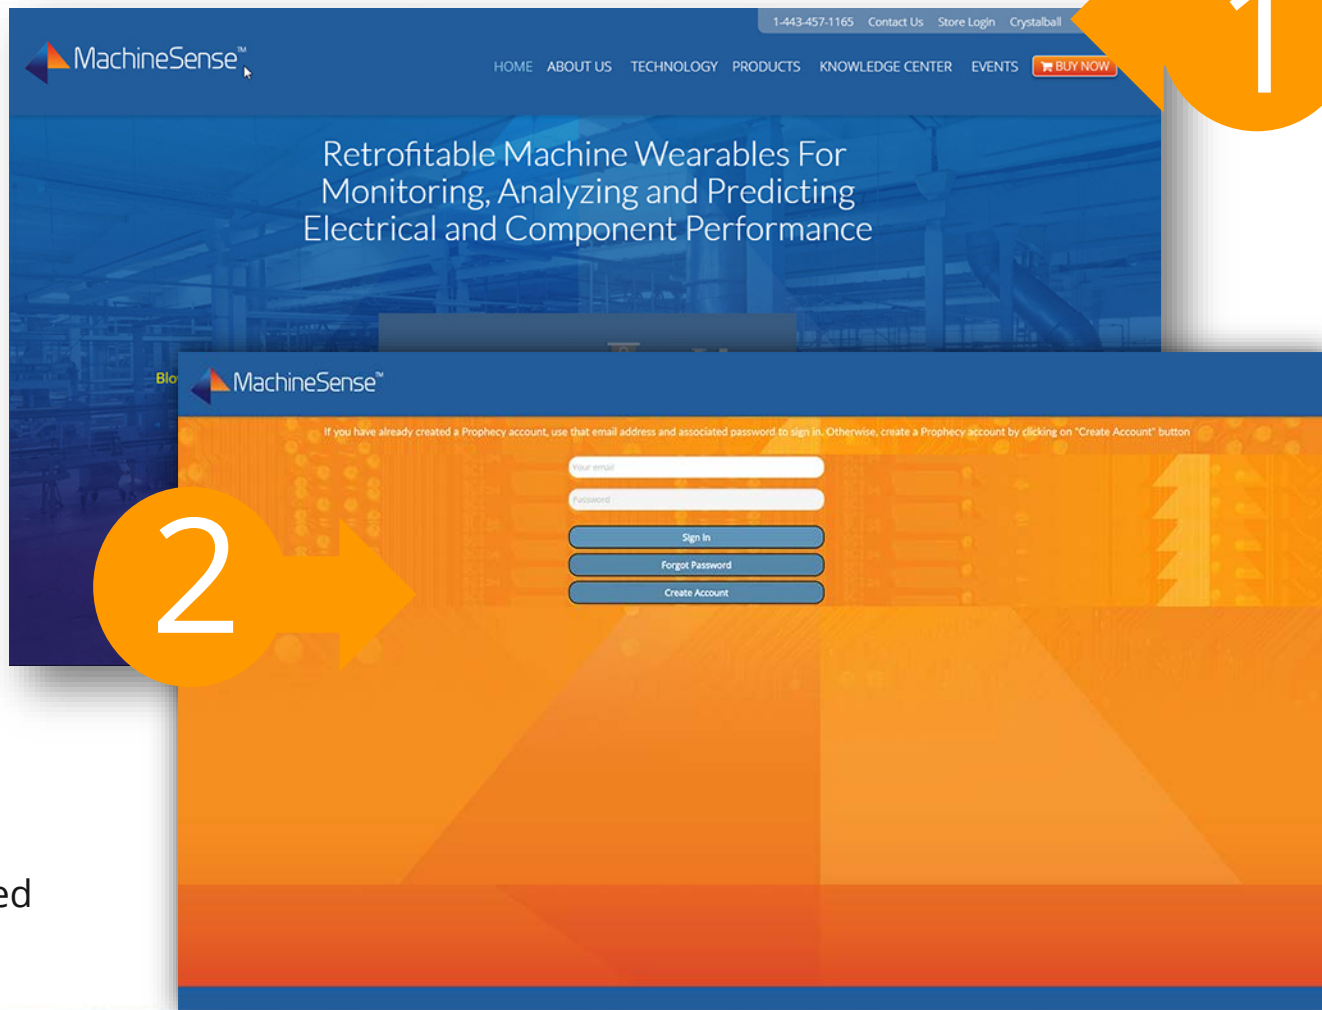 1-443-457-1165 Contact Us Store Login Crystalball
1
MachineSense™
HOME ABOUT US TECHNOLOGY PRODUCTS KNOWLEDGE CENTER EVENTS BUY NOW
Retrofitable Machine Wearables For
Monitoring, Analyzing and Predicting
Electrical and Component Performance
Blo
MachineSense™
If you have already created a Prophecy account, use that email address and associated password to sign in. Otherwise, create a Prophecy account by clicking on "Create Account" button
Your email
Password
2
Sign In
Forgot Password
Create Account
ed